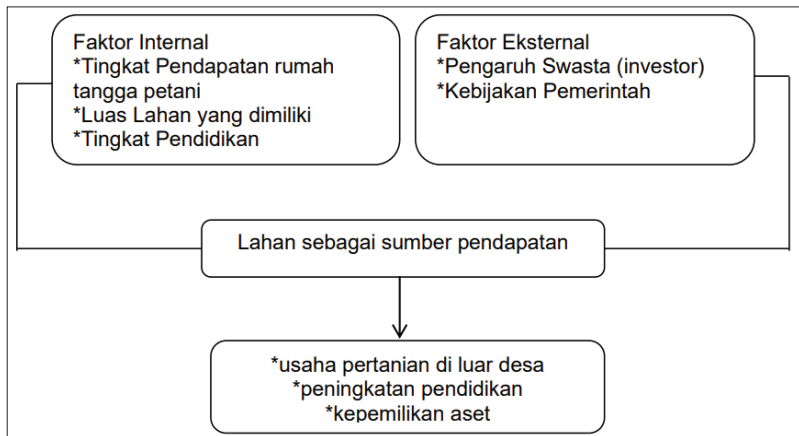 Faktor Internal
*Tingkat Pendapatan rumah
tangga petani
*Luas Lahan yang dimiliki
*Tingkat Pendidikan
Faktor Eksternal
*Pengaruh Swasta (investor)
*Kebijakan Pemerintah
Lahan sebagai sumber pendapatan
*usaha pertanian di luar desa
*peningkatan pendidikan
*kepemilikan aset